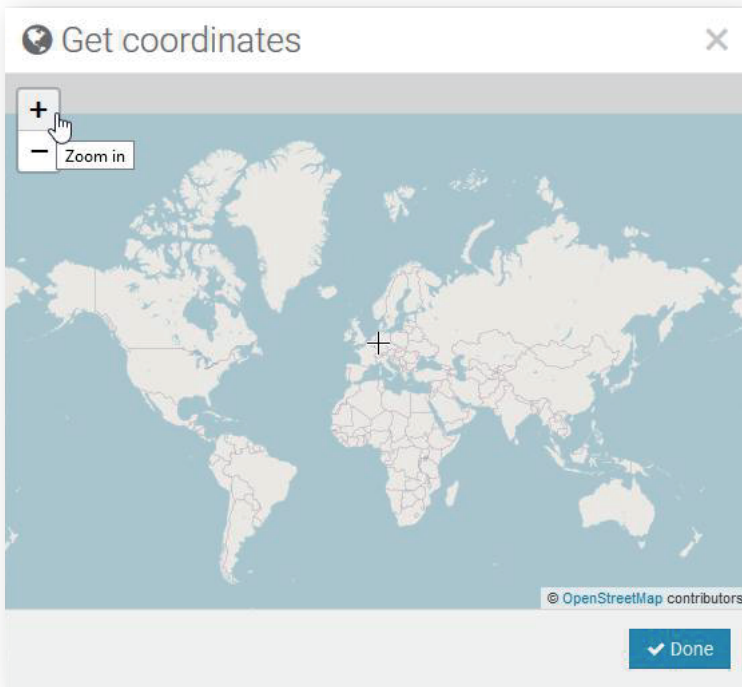 Get coordinates
+
−
Zoom in
© OpenStreetMap contributors
Done